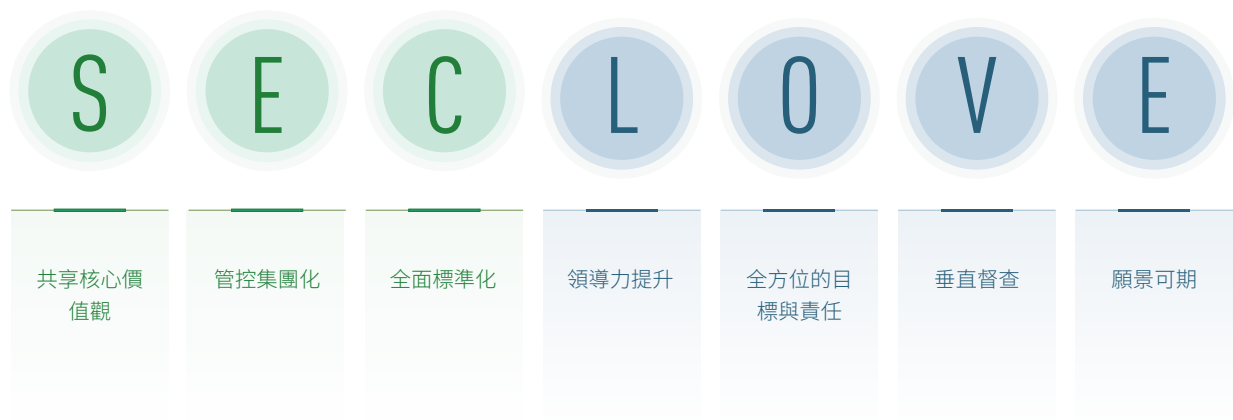 S E C L O V E
共享核心價
值觀
管控集團化
全面標準化
領導力提升
全方位的目
標與責任
垂直督查
願景可期